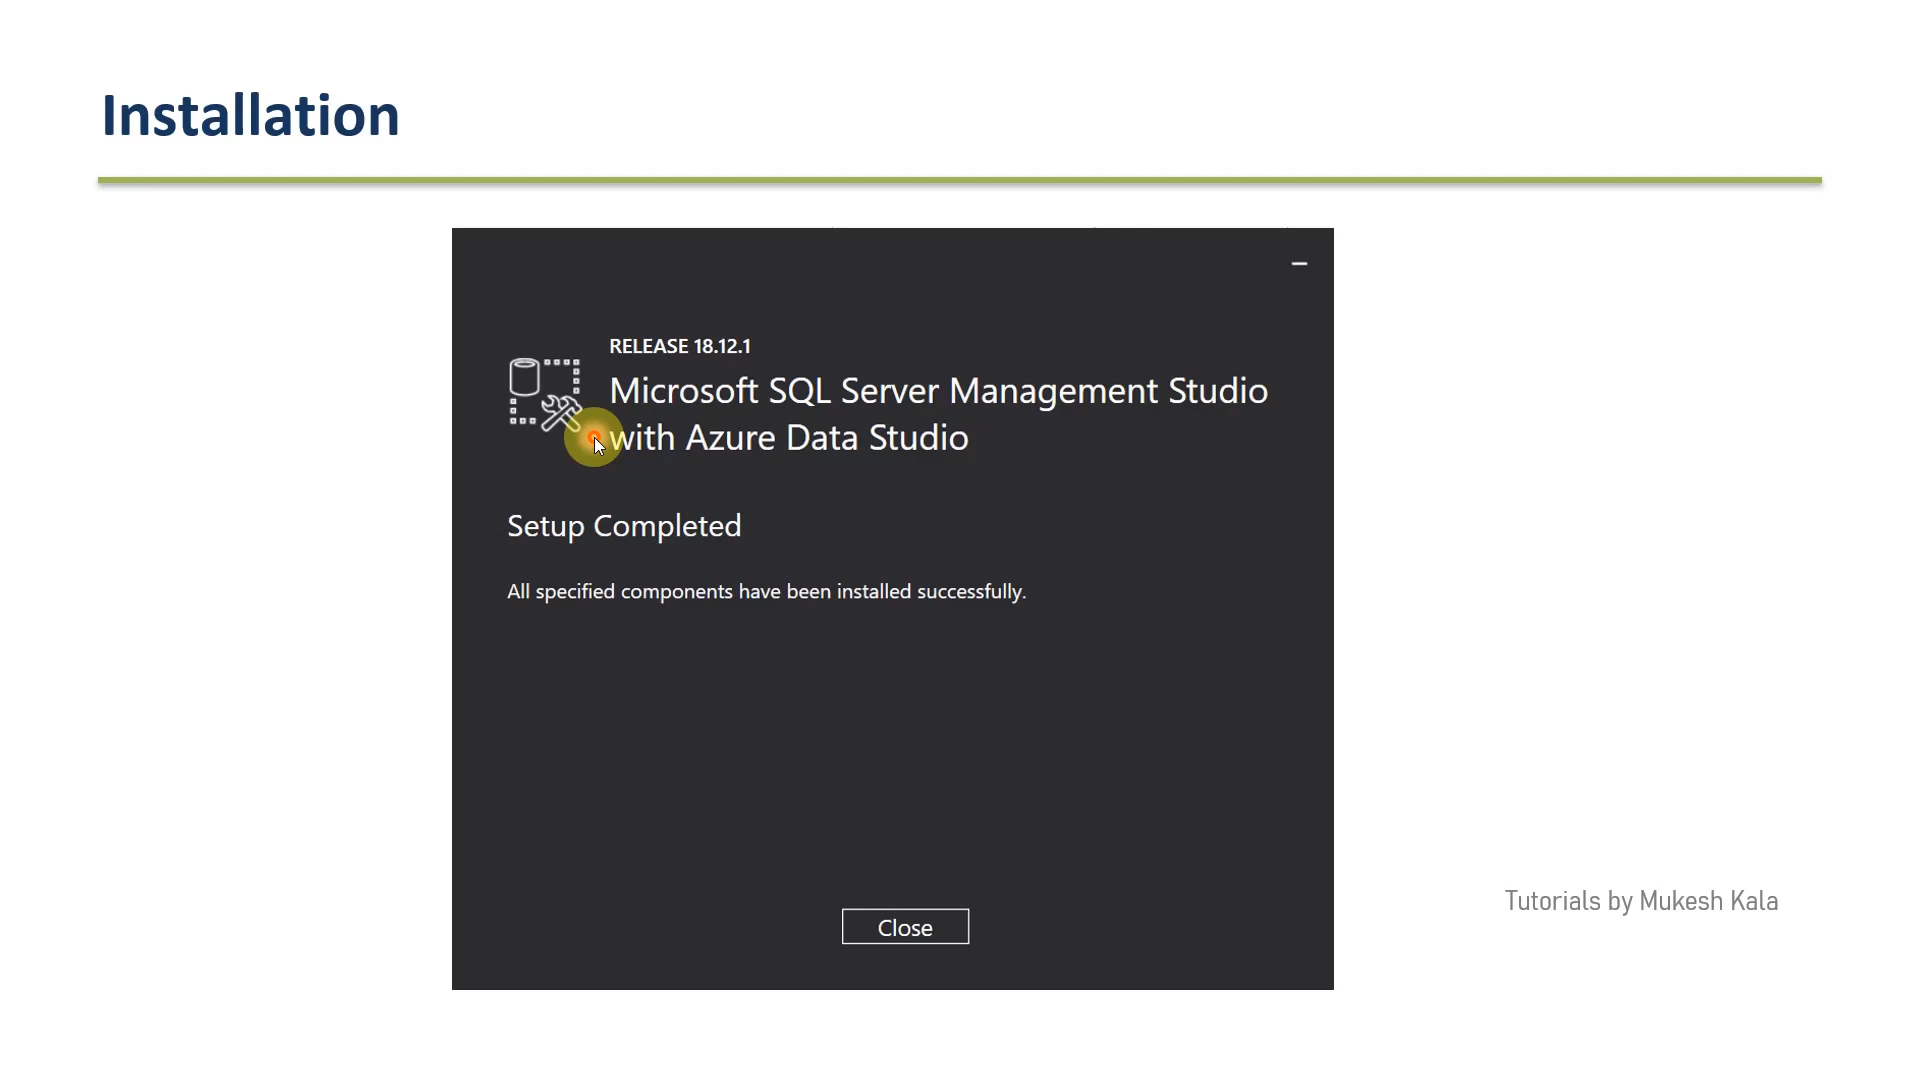 Installation
RELEASE 18.12.1
Microsoft SQL Server Management Studio
with Azure Data Studio
Setup Completed
All specified components have been installed successfully.
Tutorials by Mukesh Kala
Close